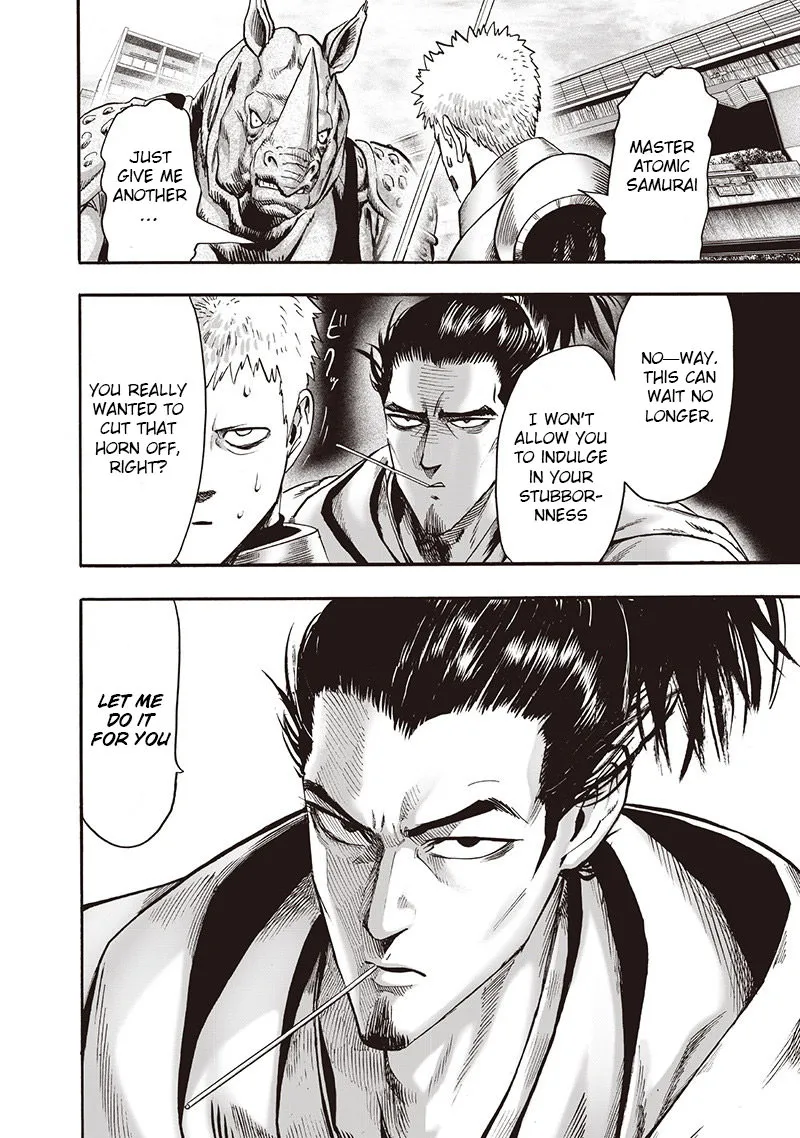 MASTER
ATOMIC
SAMURAI
JUST
GIVE ME
ANOTHER
...
NO—WAY.
THIS CAN
WAIT NO
LONGER.
I WON'T
ALLOW YOU
TO INDULGE
IN YOUR
STUBBOR-
NNESS
ピクッ
YOU REALLY
WANTED TO
CUT THAT
HORN OFF,
RIGHT?
LET ME
DO IT
FOR YOU